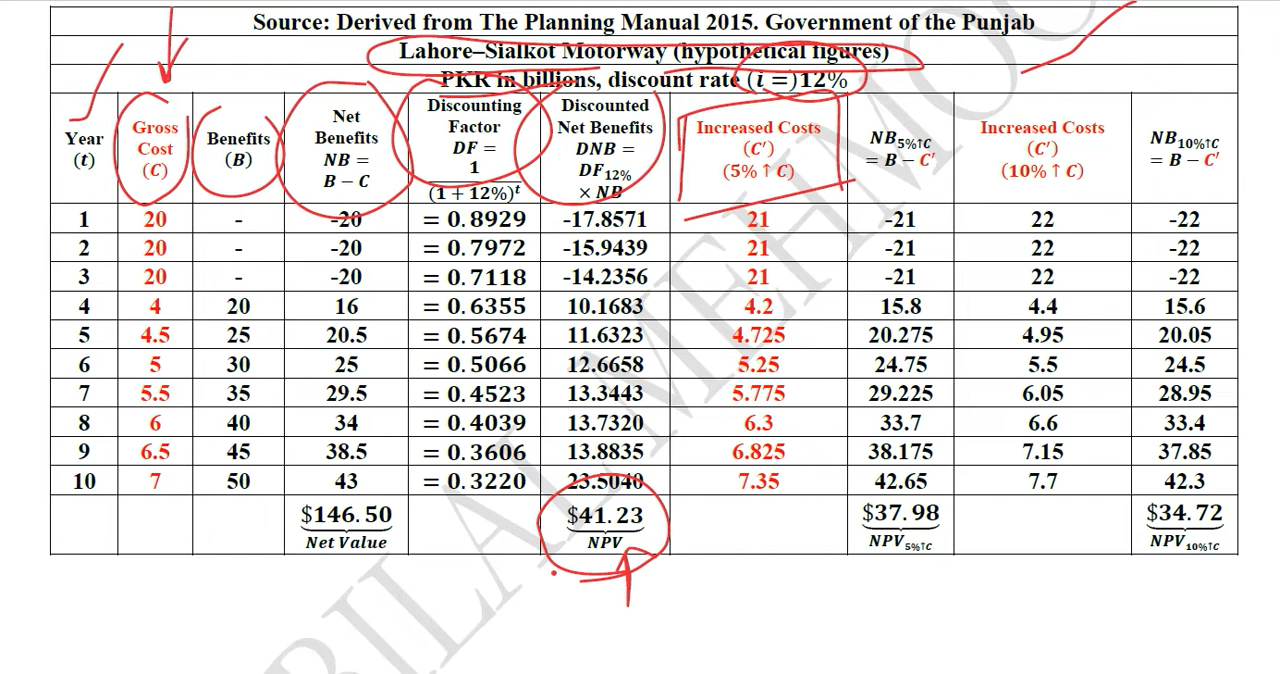 Source: Derived from The Planning Manual 2015. Government of the Punjab
Lahore–Sialkot Motorway (hypothetical figures)
PKR in billions, discount rate (i =)12%
Year (t) | Gross Cost (C) | Benefits (B) | Net Benefits NB = B − C | Discounting Factor DF = 1 / (1 + 12%)^t | Discounted Net Benefits DNB = DF12% × NB | Increased Costs (C′) (5% ↑ C) | NB5%↑C = B − C′ | Increased Costs (C′) (10% ↑ C) | NB10%↑C = B − C′
1 | 20 | - | -20 | = 0.8929 | -17.8571 | 21 | -21 | 22 | -22
2 | 20 | - | -20 | = 0.7972 | -15.9439 | 21 | -21 | 22 | -22
3 | 20 | - | -20 | = 0.7118 | -14.2356 | 21 | -21 | 22 | -22
4 | 4 | 20 | 16 | = 0.6355 | 10.1683 | 4.2 | 15.8 | 4.4 | 15.6
5 | 4.5 | 25 | 20.5 | = 0.5674 | 11.6323 | 4.725 | 20.275 | 4.95 | 20.05
6 | 5 | 30 | 25 | = 0.5066 | 12.6658 | 5.25 | 24.75 | 5.5 | 24.5
7 | 5.5 | 35 | 29.5 | = 0.4523 | 13.3443 | 5.775 | 29.225 | 6.05 | 28.95
8 | 6 | 40 | 34 | = 0.4039 | 13.7320 | 6.3 | 33.7 | 6.6 | 33.4
9 | 6.5 | 45 | 38.5 | = 0.3606 | 13.8835 | 6.825 | 38.175 | 7.15 | 37.85
10 | 7 | 50 | 43 | = 0.3220 | 23.5040 | 7.35 | 42.65 | 7.7 | 42.3
$146.50 | $41.23 | $37.98 | $34.72
Net Value | NPV | NPV5%↑C | NPV10%↑C
BILAL MEHMOO